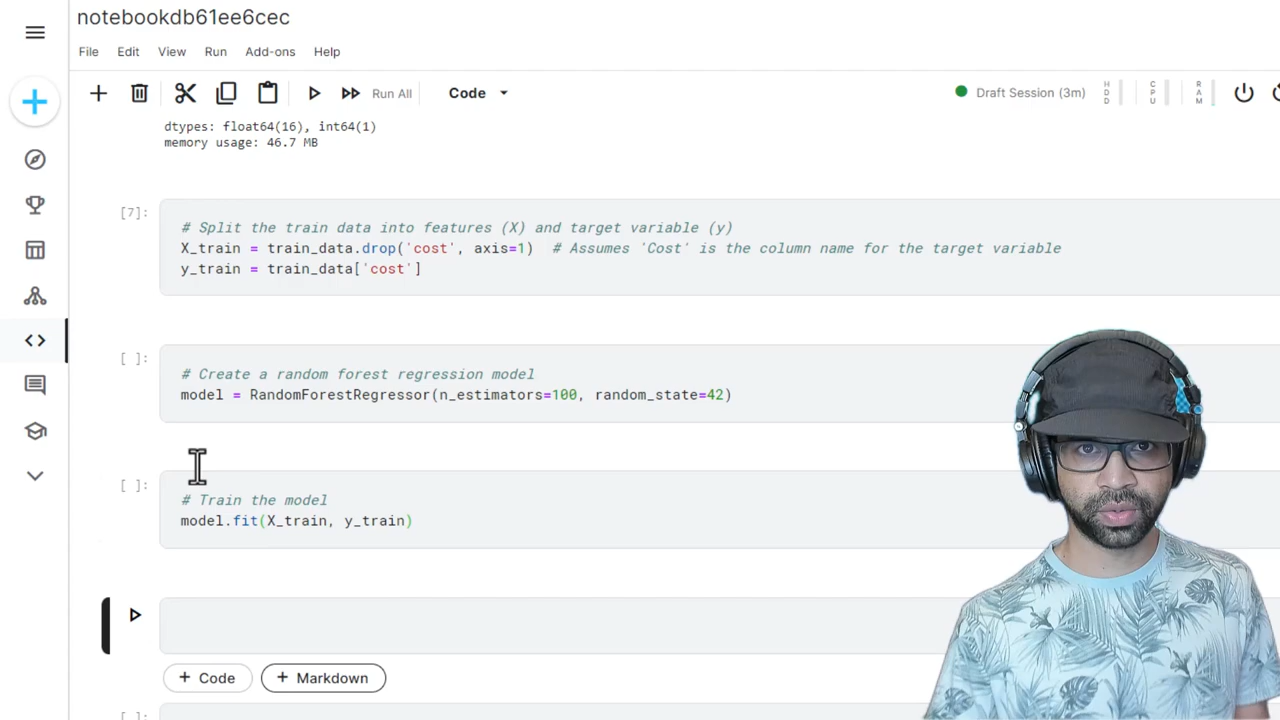 notebookdb61ee6cec
File Edit View Run Add-ons Help
Run All Code Draft Session (3m) HDD CPU RAM
dtypes: float64(16), int64(1)
memory usage: 46.7 MB
[7]:
# Split the train data into features (X) and target variable (y)
X_train = train_data.drop('cost', axis=1)  # Assumes 'Cost' is the column name for the target variable
y_train = train_data['cost']
[ ]:
# Create a random forest regression model
model = RandomForestRegressor(n_estimators=100, random_state=42)
[ ]:
# Train the model
model.fit(X_train, y_train)
+ Code + Markdown
[ ]: